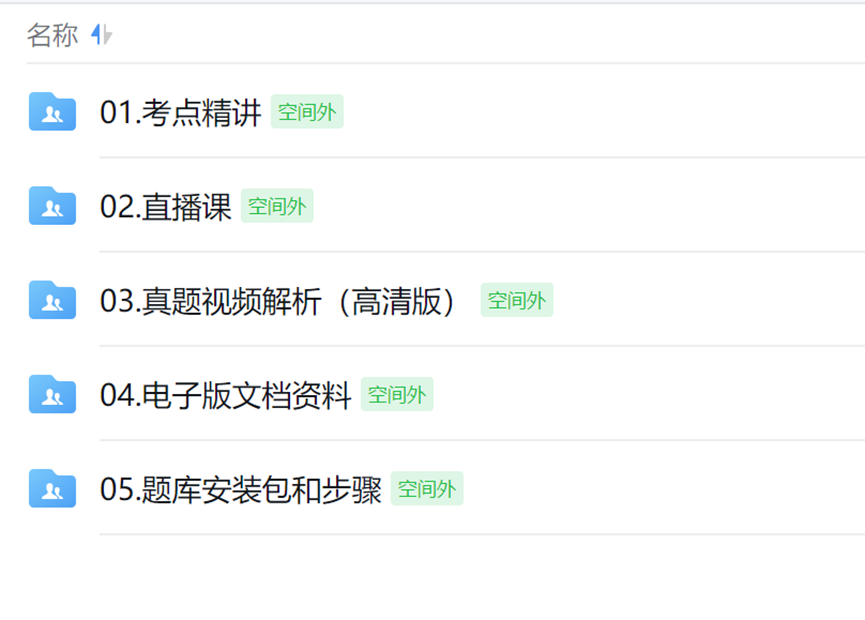 名称
01.考点精讲 空间外
02.直播课 空间外
03.真题视频解析（高清版） 空间外
04.电子版文档资料 空间外
05.题库安装包和步骤 空间外